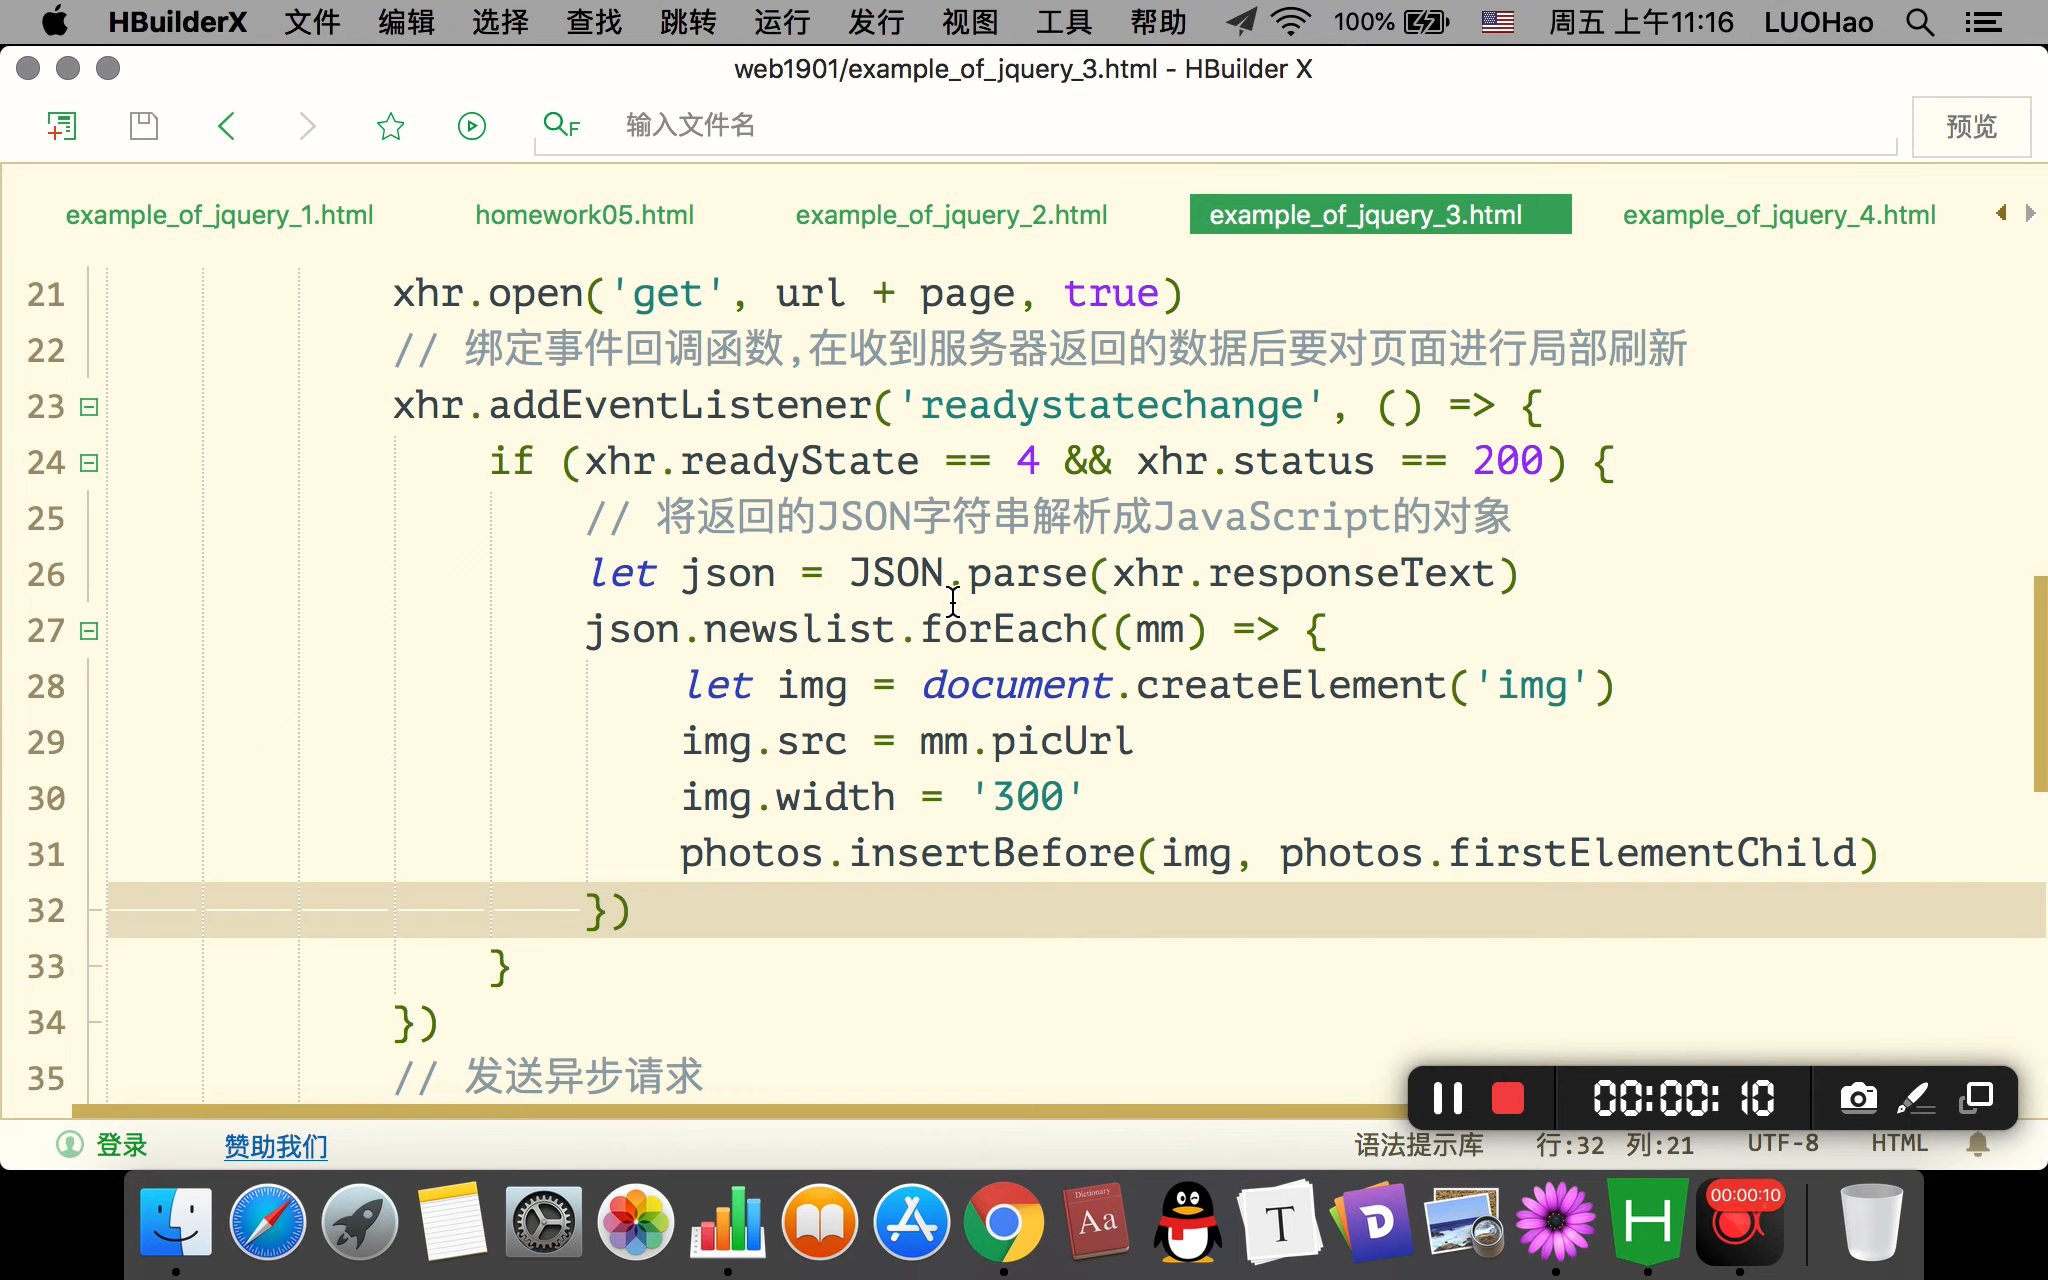 HBuilderX 文件 编辑 选择 查找 跳转 运行 发行 视图 工具 帮助 100% 周五 上午11:16 LUOHao
web1901/example_of_jquery_3.html - HBuilder X
F 输入文件名 预览
example_of_jquery_1.html homework05.html example_of_jquery_2.html example_of_jquery_3.html example_of_jquery_4.html
21 xhr.open('get', url + page, true)
22 // 绑定事件回调函数,在收到服务器返回的数据后要对页面进行局部刷新
23 xhr.addEventListener('readystatechange', () => {
24 if (xhr.readyState == 4 && xhr.status == 200) {
25 // 将返回的JSON字符串解析成JavaScript的对象
26 let json = JSON.parse(xhr.responseText)
27 json.newslist.forEach((mm) => {
28 let img = document.createElement('img')
29 img.src = mm.picUrl
30 img.width = '300'
31 photos.insertBefore(img, photos.firstElementChild)
32 })
33 }
34 })
35 // 发送异步请求
00:00:10
登录 赞助我们 语法提示库 行:32 列:21 UTF-8 HTML
Dictionary
Aa
T
D
H
00:00:10